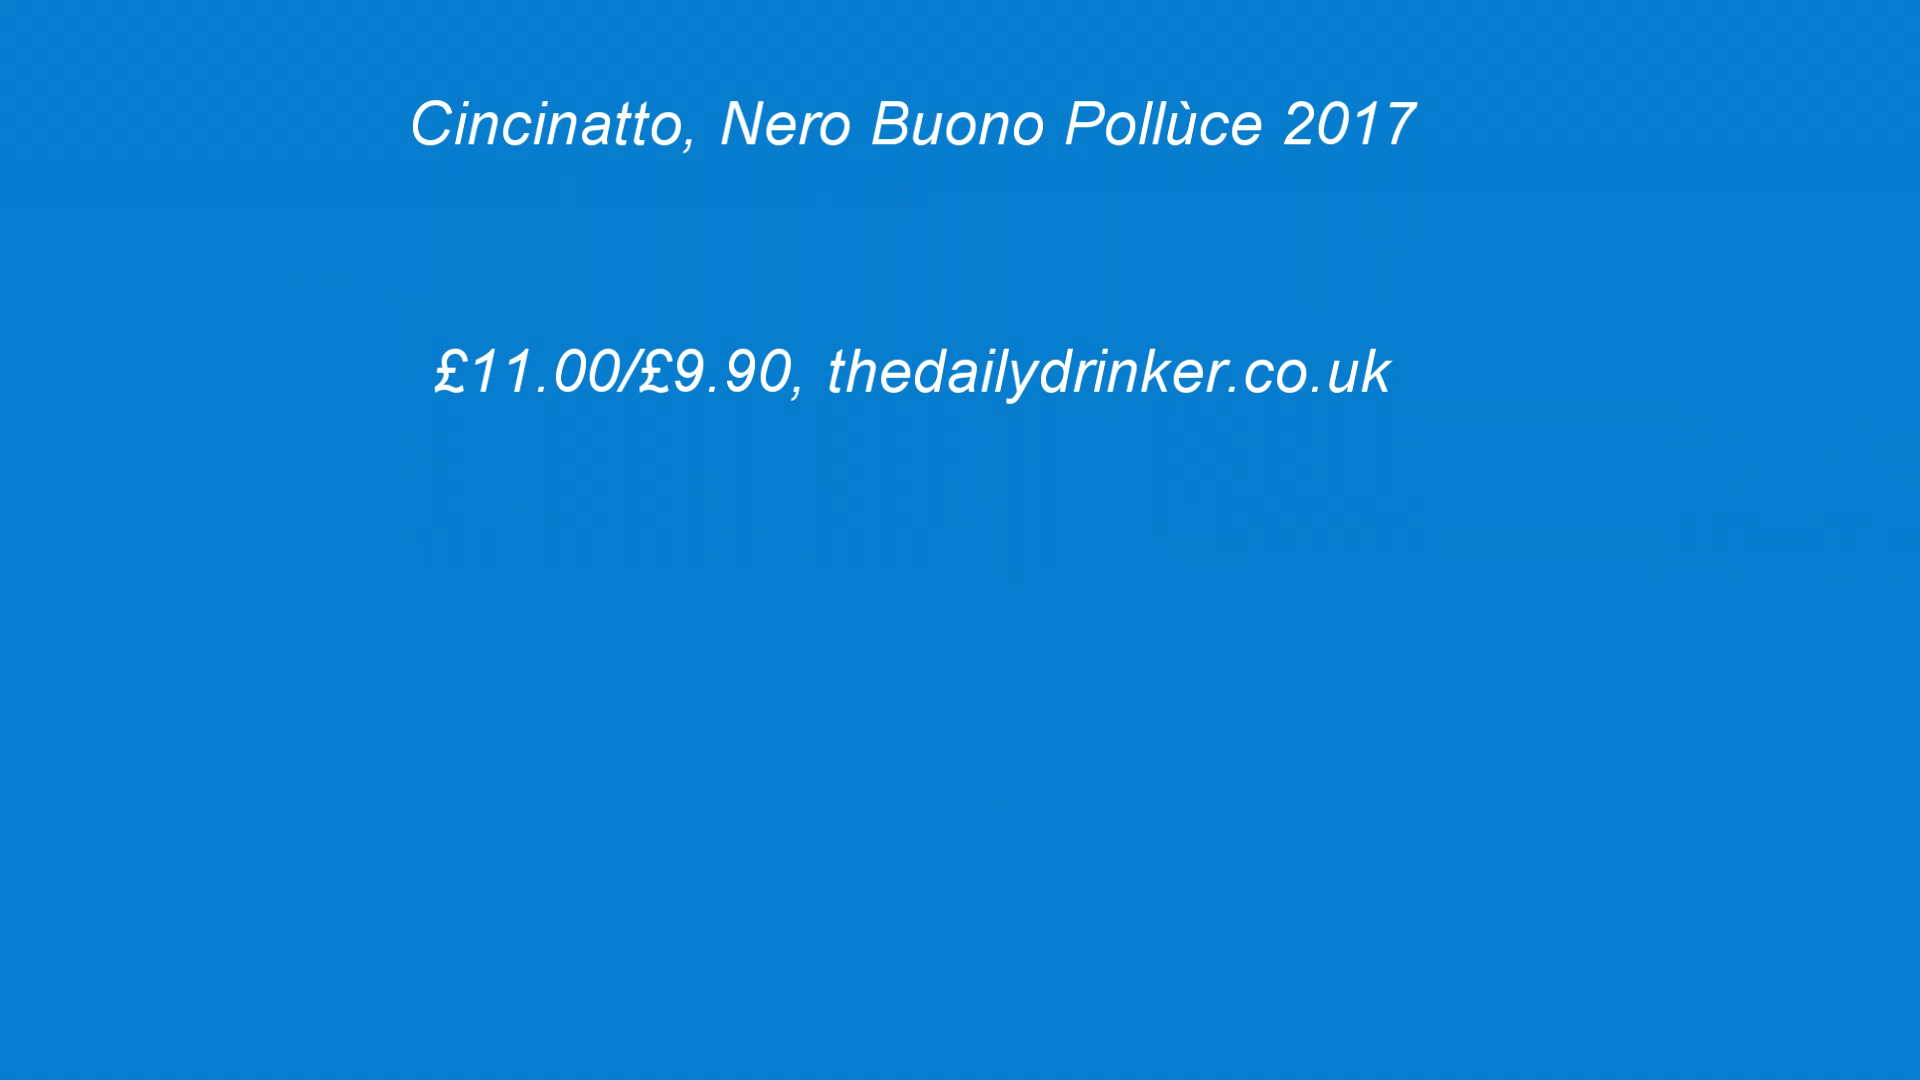 Cincinatto, Nero Buono Pollùce 2017
£11.00/£9.90, thedailydrinker.co.uk